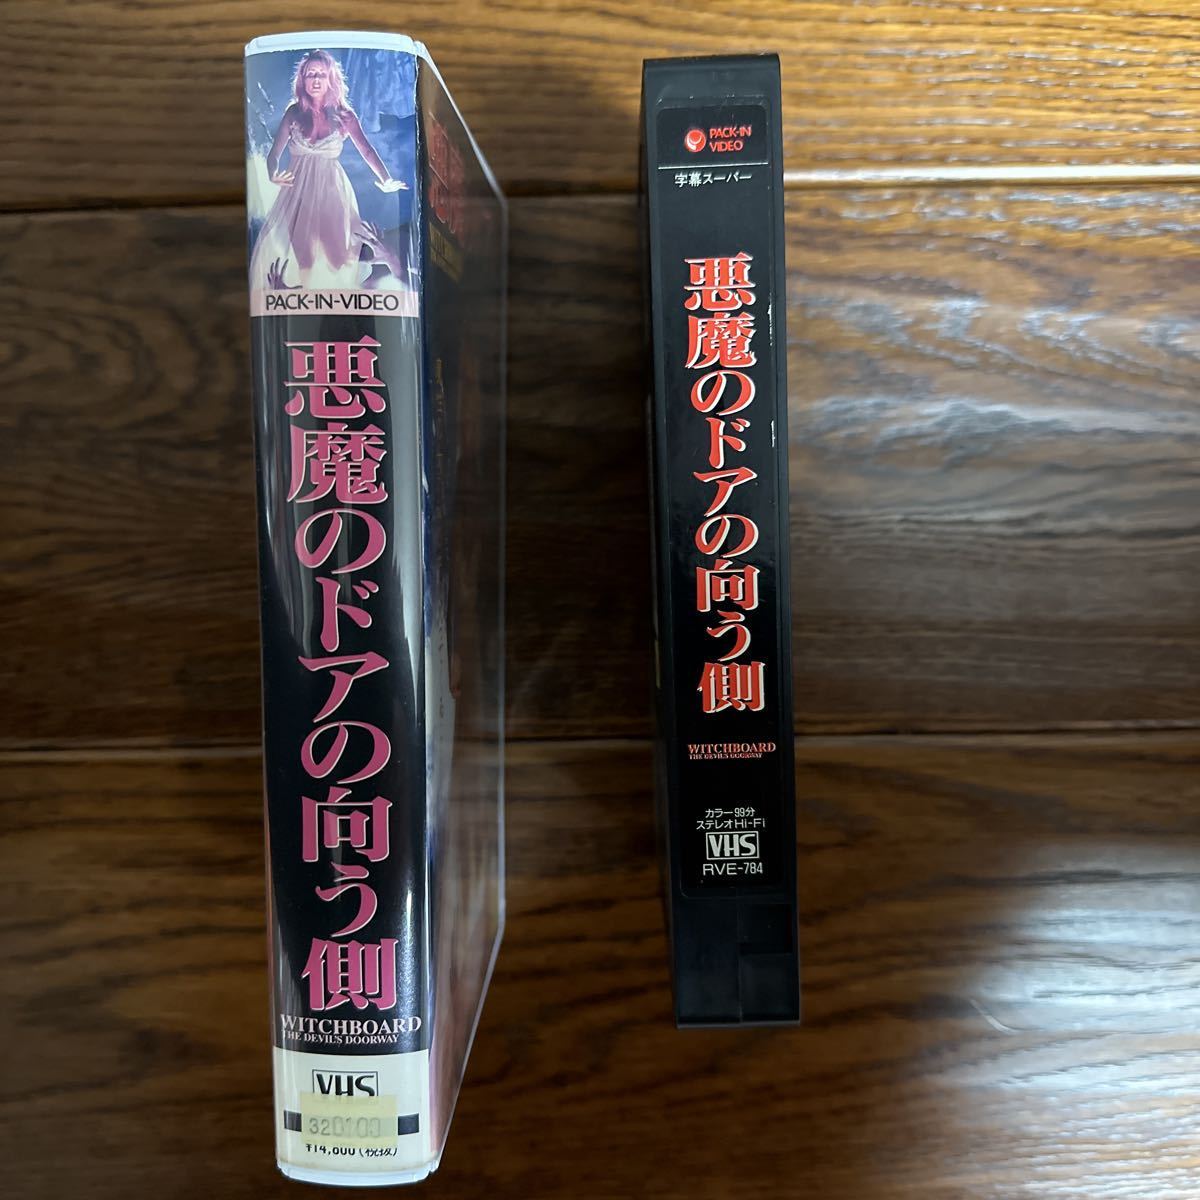 PACK-IN-VIDEO
悪魔のドアの向う側
WITCHBOARD
THE DEVIL'S DOORWAY
VHS
320103
¥14,800(税抜)
PACK-IN
VIDEO
字幕スーパー
悪魔のドアの向う側
WITCHBOARD
THE DEVIL'S DOORWAY
カラー99分
ステレオHi-Fi
VHS
RVE-784